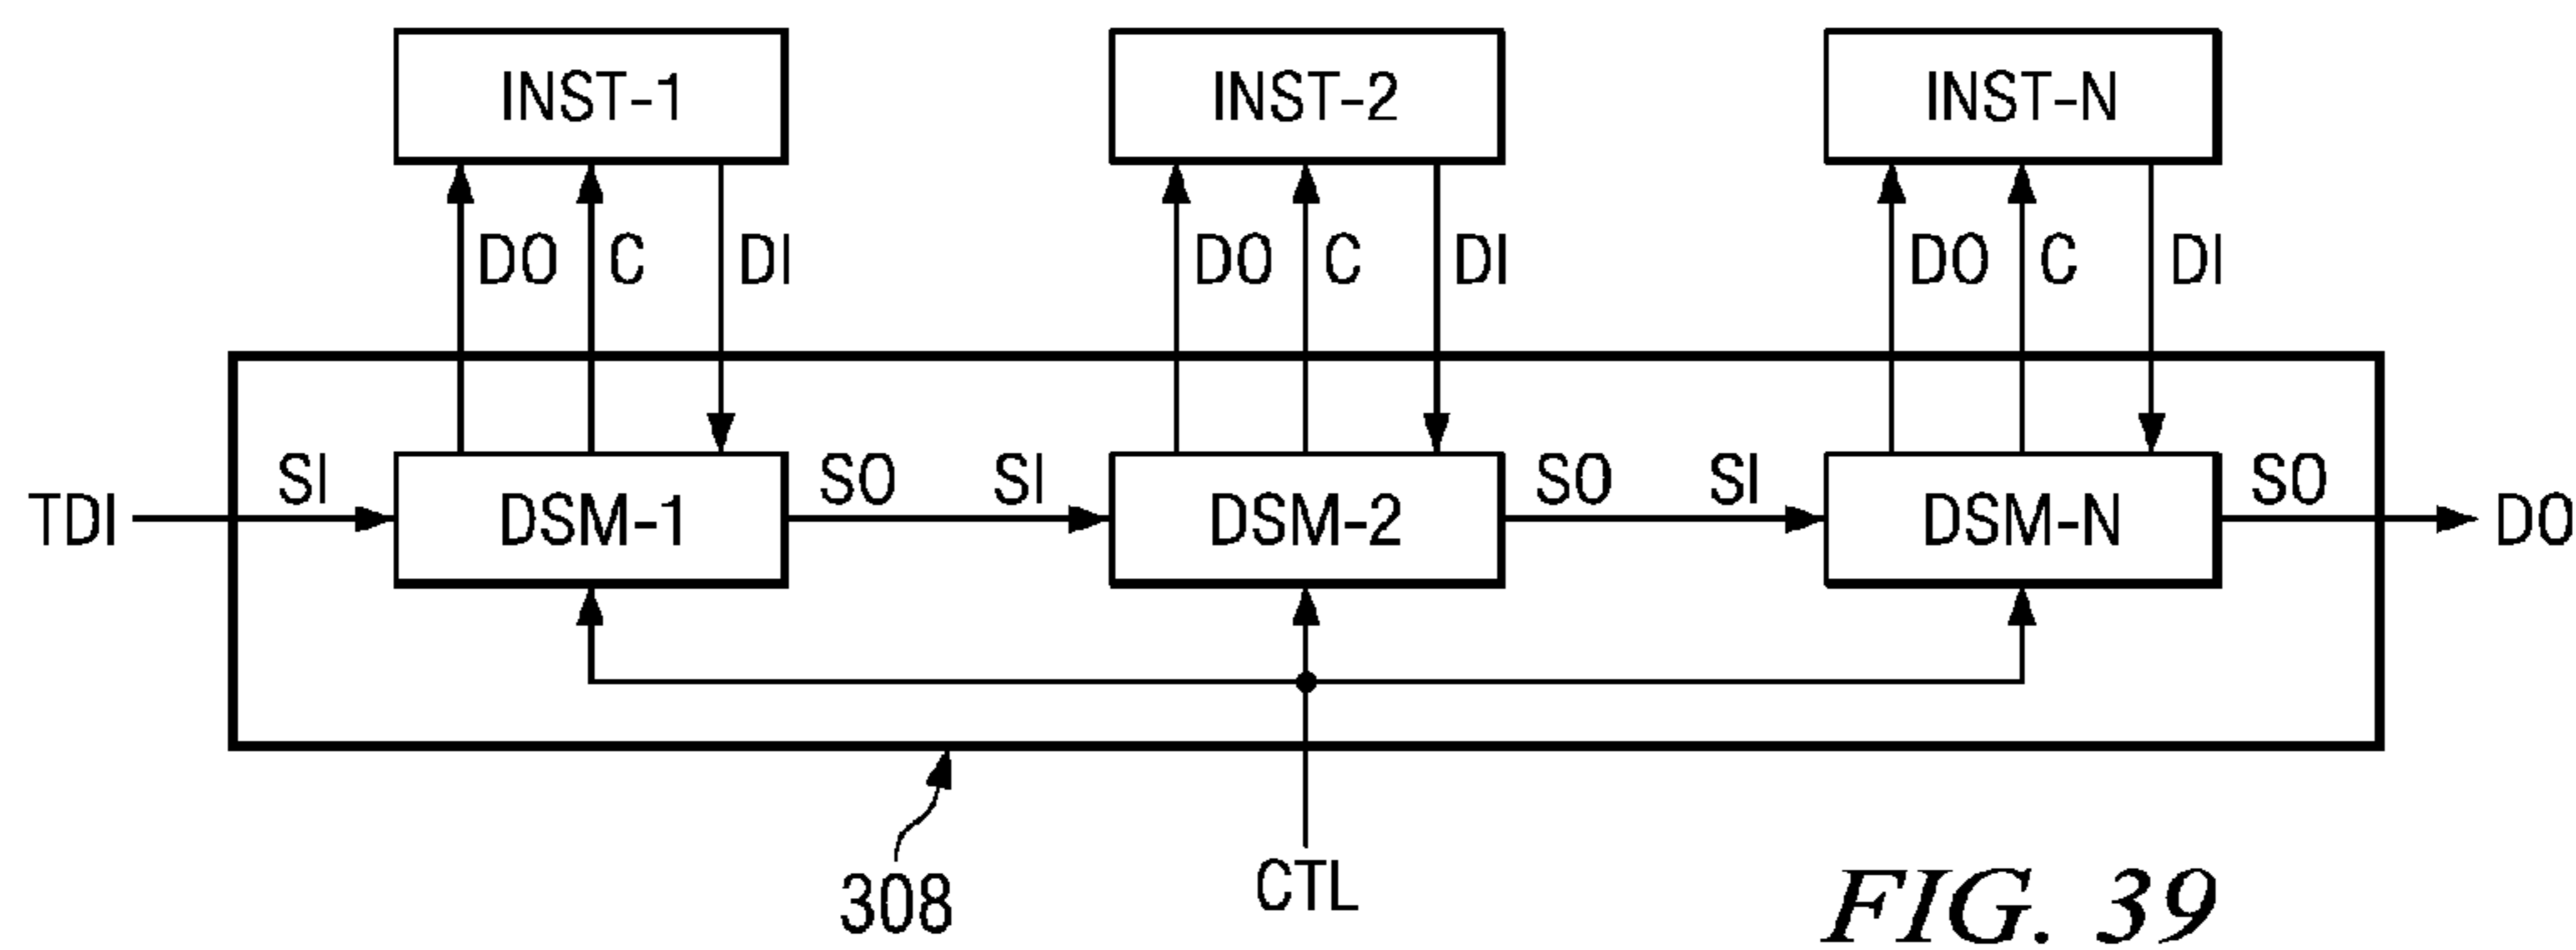 INST-1 INST-2 INST-N
DO C DI DO C DI DO C DI
TDI SI DSM-1 SO SI DSM-2 SO SI DSM-N SO DO
308 CTL FIG. 39